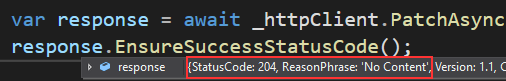 var response = await _httpClient.PatchAsync
response.EnsureSuccessStatusCode();
response {StatusCode: 204, ReasonPhrase: 'No Content', Version: 1.1, C